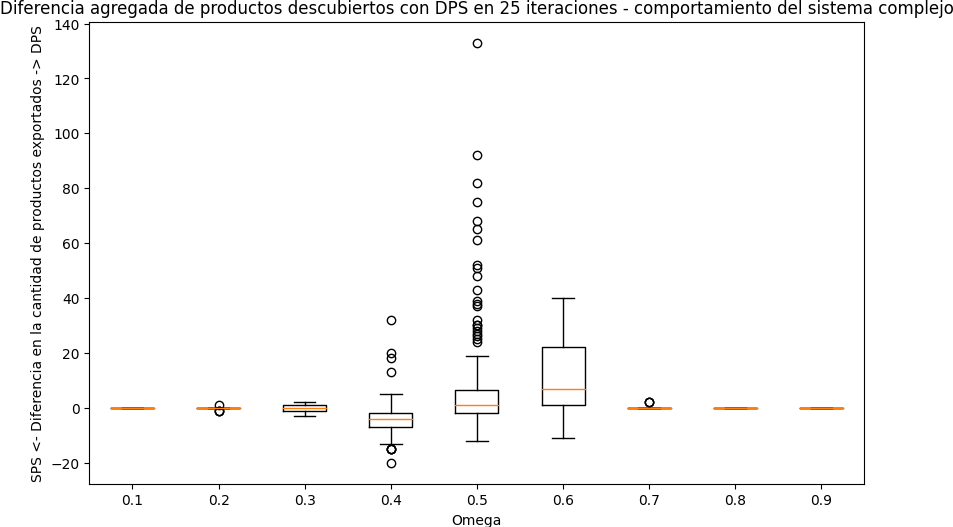 Diferencia agregada de productos descubiertos con DPS en 25 iteraciones - comportamiento del sistema complejo
SPS <- Diferencia en la cantidad de productos exportados -> DPS
140
120
100
80
60
40
20
0
−20
0.1 0.2 0.3 0.4 0.5 0.6 0.7 0.8 0.9
Omega